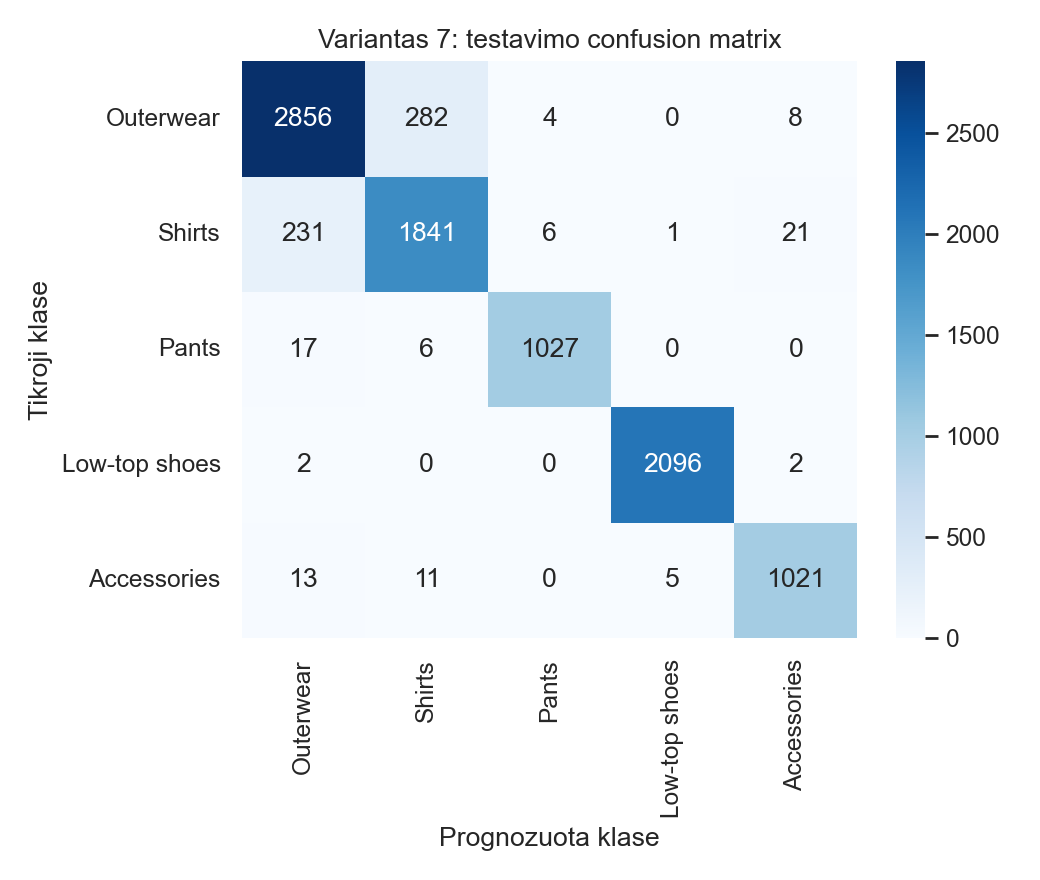 Variantas 7: testavimo confusion matrix
Tikroji klase
Outerwear 2856 282 4 0 8
Shirts 231 1841 6 1 21
Pants 17 6 1027 0 0
Low-top shoes 2 0 0 2096 2
Accessories 13 11 0 5 1021
Outerwear Shirts Pants Low-top shoes Accessories
Prognozuota klase
2500
2000
1500
1000
500
0